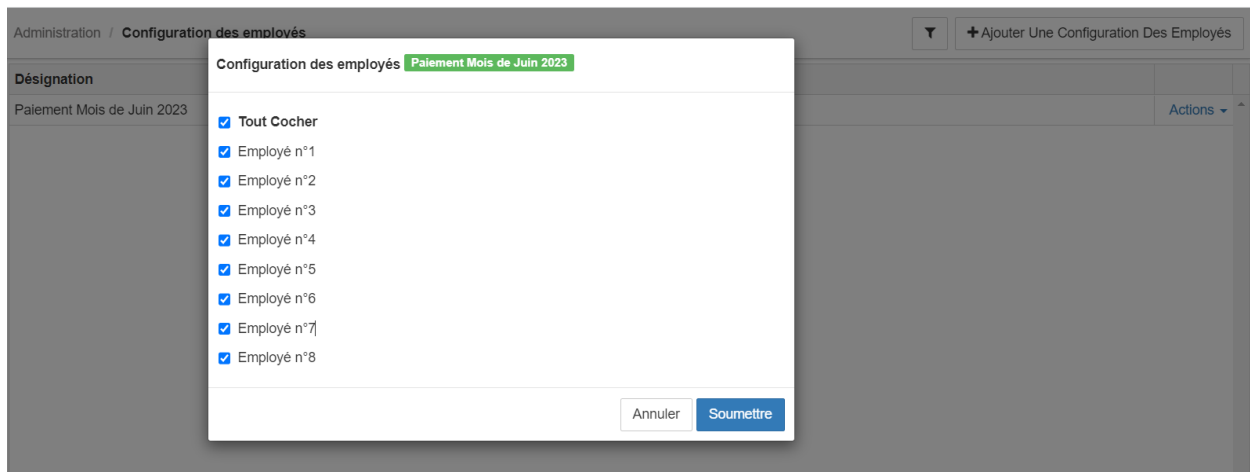 Administration / Configuration des employés
Ajouter Une Configuration Des Employés
Configuration des employés Paiement Mois de Juin 2023
Désignation
Paiement Mois de Juin 2023
Actions
Tout Cocher
Employé n°1
Employé n°2
Employé n°3
Employé n°4
Employé n°5
Employé n°6
Employé n°7
Employé n°8
Annuler
Soumettre